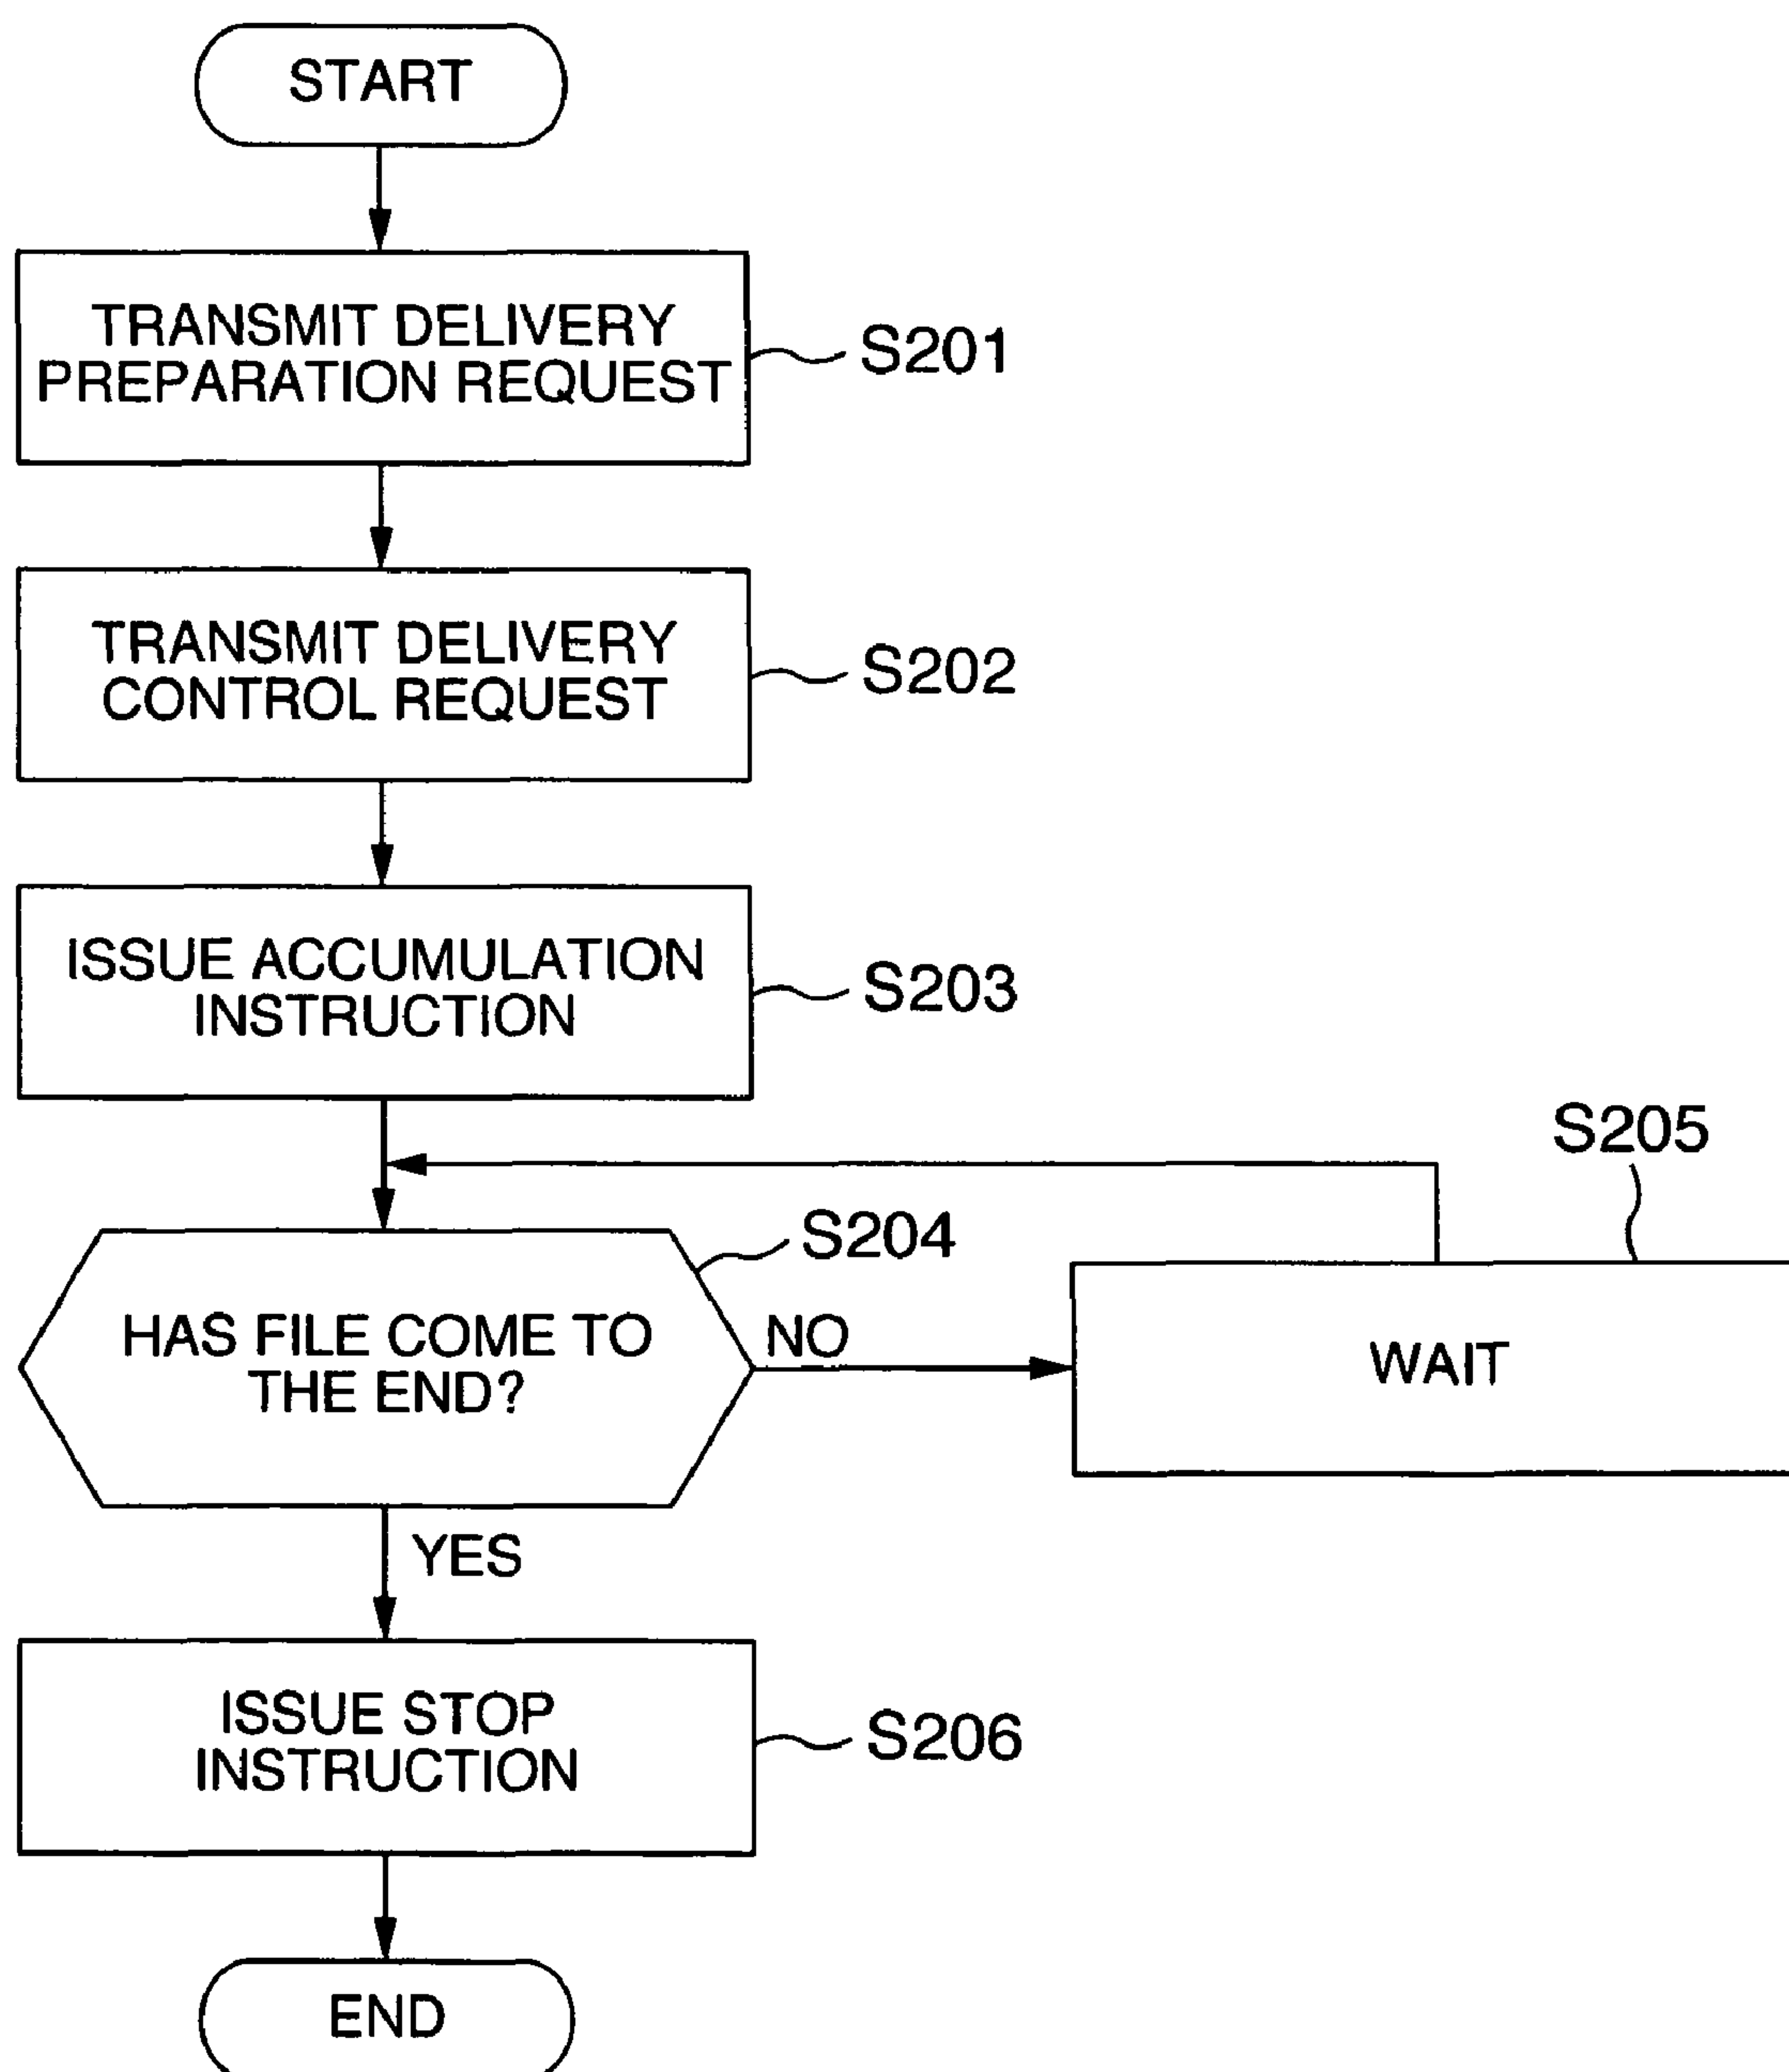 START
TRANSMIT DELIVERY
PREPARATION REQUEST
S201
TRANSMIT DELIVERY
CONTROL REQUEST
S202
ISSUE ACCUMULATION
INSTRUCTION
S203
S205
S204
HAS FILE COME TO
THE END?
NO
WAIT
YES
ISSUE STOP
INSTRUCTION
S206
END